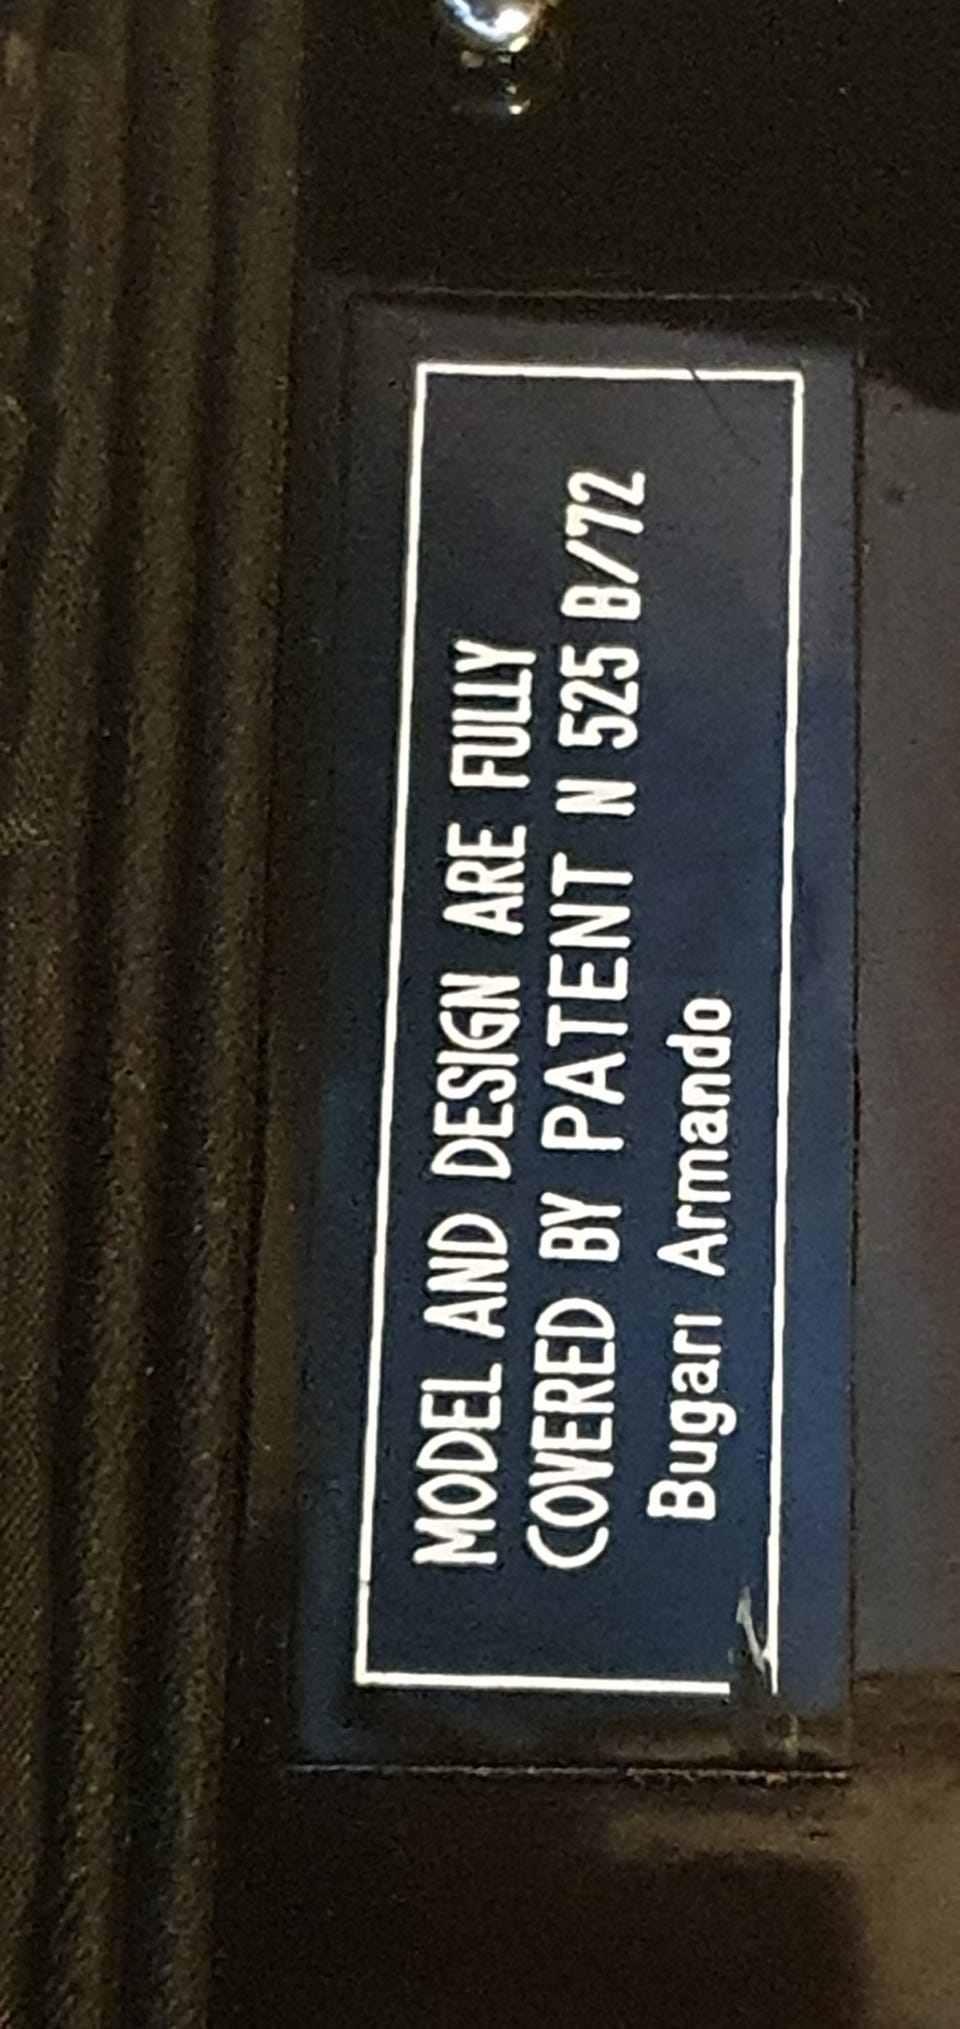 MODEL AND DESIGN ARE FULLY
COVERED BY PATENT N 525 B/72
Bugari Armando